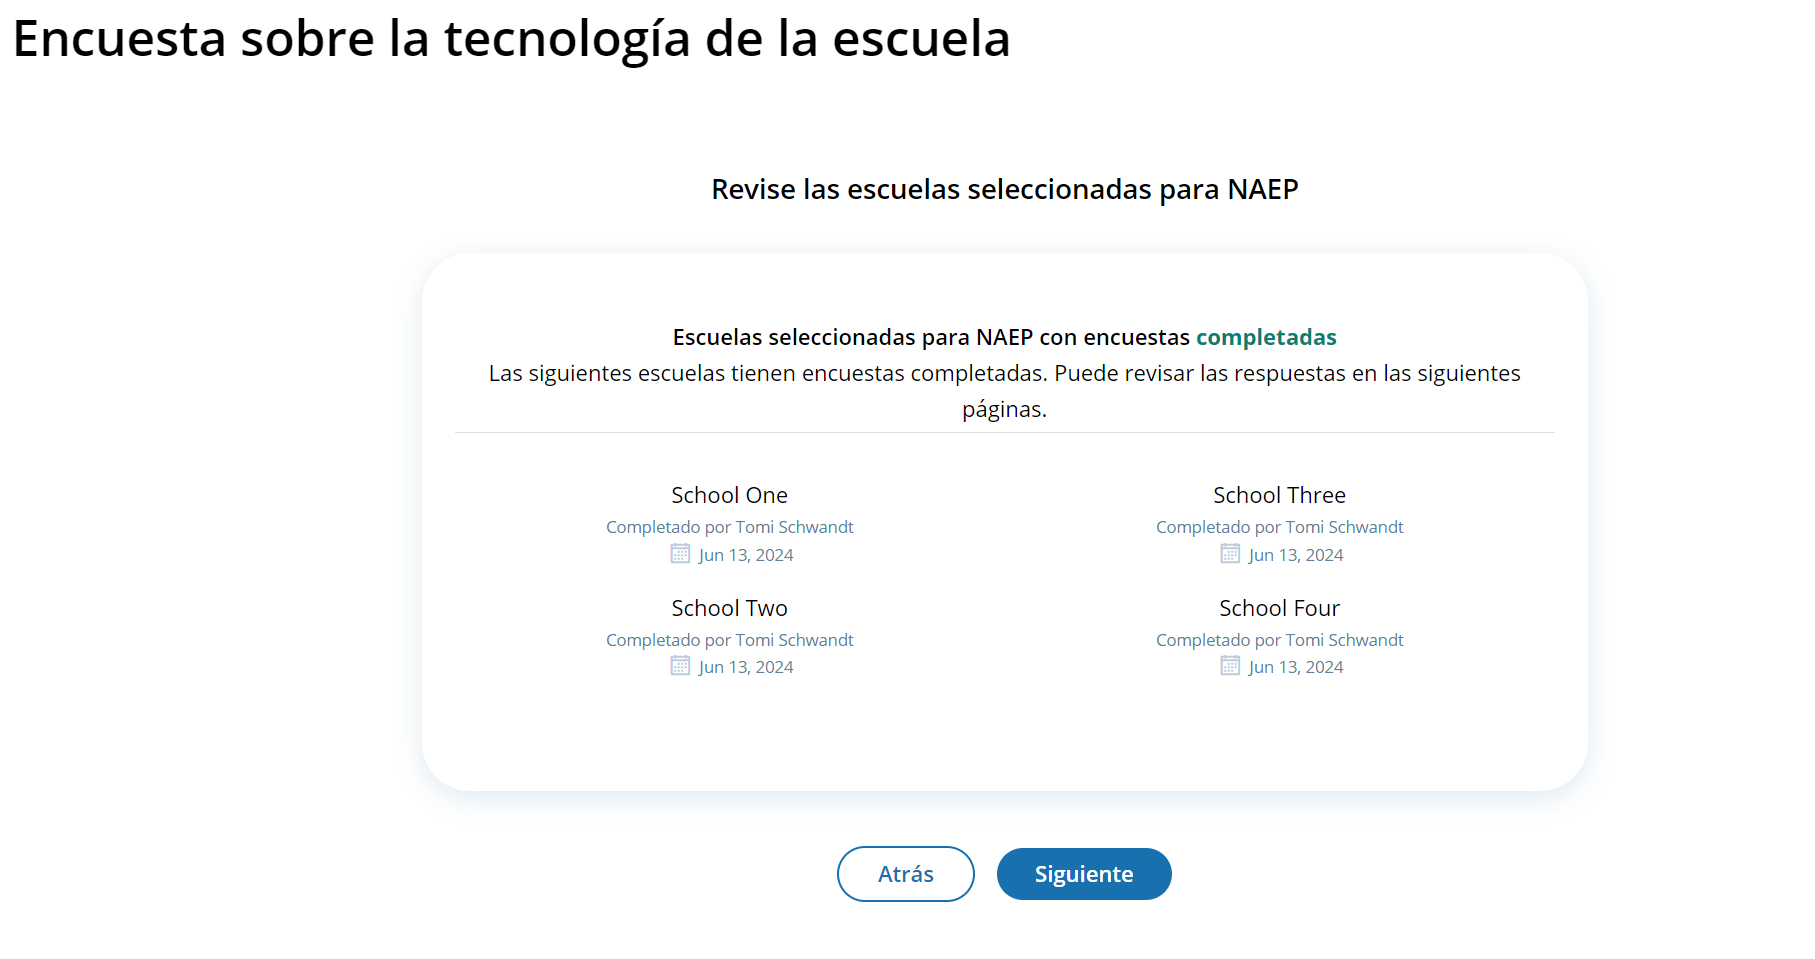 Encuesta sobre la tecnología de la escuela
Revise las escuelas seleccionadas para NAEP
Escuelas seleccionadas para NAEP con encuestas completadas
Las siguientes escuelas tienen encuestas completadas. Puede revisar las respuestas en las siguientes
páginas.
School One
Completado por Tomi Schwandt
Jun 13, 2024
School Three
Completado por Tomi Schwandt
Jun 13, 2024
School Two
Completado por Tomi Schwandt
Jun 13, 2024
School Four
Completado por Tomi Schwandt
Jun 13, 2024
Atrás
Siguiente